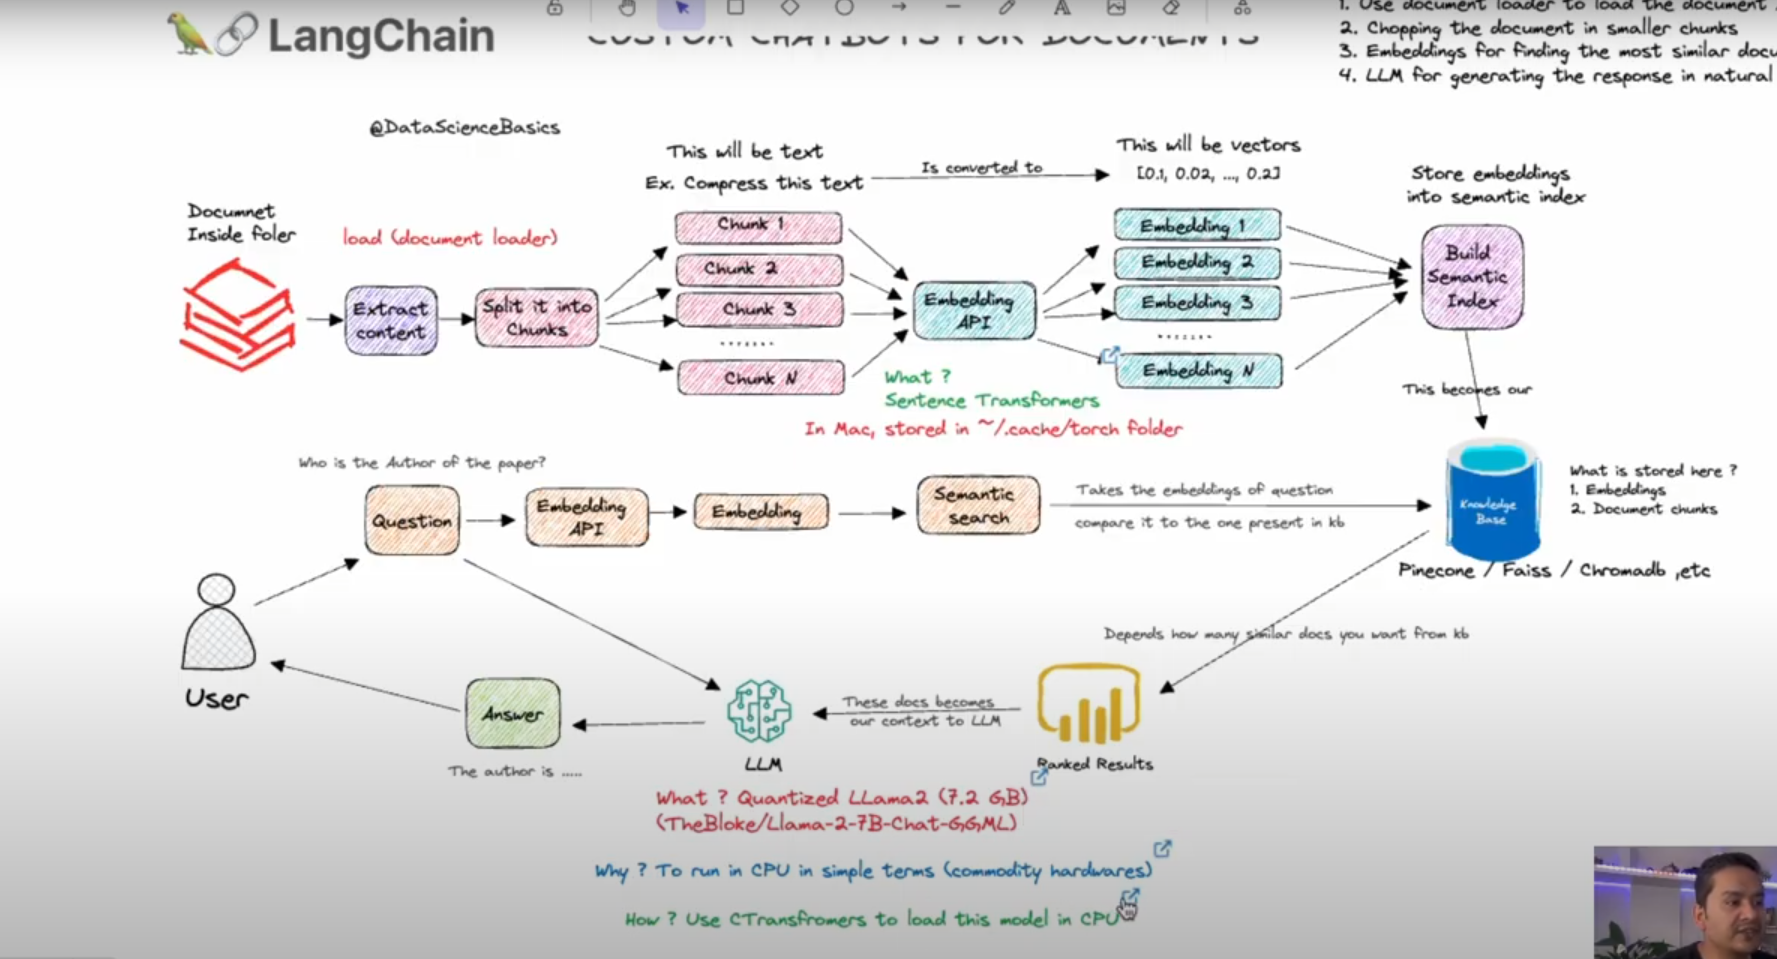 LangChain
CUSTOM CHATBOTS FOR DOCUMENTS
1. Use document loader to load the document
2. Chopping the document in smaller chunks
3. Embeddings for finding the most similar docu
4. LLM for generating the response in natural
@DataScienceBasics
This will be text
Ex. Compress this text
Is converted to
This will be vectors
[0.1, 0.02, ..., 0.2]
Store embeddings
into semantic index
Documnet
Inside foler
load (document loader)
Extract
content
Split it into
Chunks
Chunk 1
Chunk 2
Chunk 3
.......
Chunk N
Embedding
API
Embedding 1
Embedding 2
Embedding 3
.......
Embedding N
Build
Semantic
Index
What ?
Sentence Transformers
In Mac, stored in ~/.cache/torch folder
This becomes our
Who is the Author of the paper?
Question
Embedding
API
Embedding
Semantic
search
Takes the embeddings of question
compare it to the one present in kb
Knowledge
Base
What is stored here ?
1. Embeddings
2. Document chunks
Pinecone / Faiss / Chromadb ,etc
Depends how many similar docs you want from kb
User
Answer
The author is .....
LLM
These docs becomes
our context to LLM
Ranked Results
What ? Quantized LLama2 (7.2 GB)
(TheBloke/Llama-2-7B-Chat-GGML)
Why ? To run in CPU in simple terms (commodity hardwares)
How ? Use CTransfromers to load this model in CPU